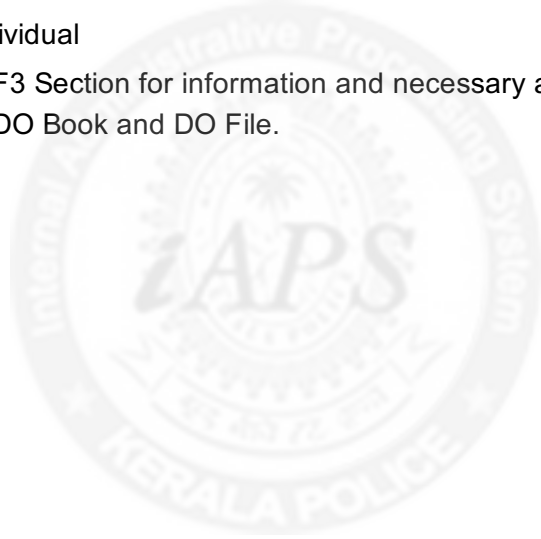 ividual
F3 Section for information and necessary a
DO Book and DO File.
Internal Administrative Processing System
iAPS
KERALA POLICE